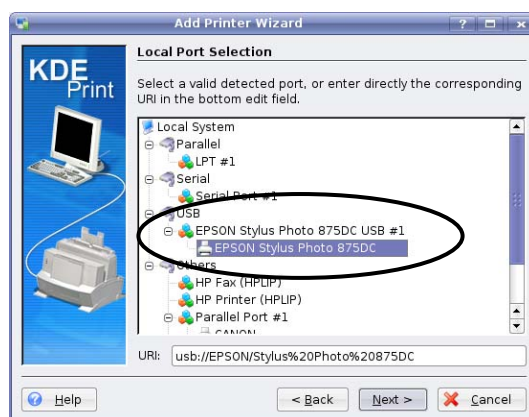 Add Printer Wizard
KDE
Print
Local Port Selection
Select a valid detected port, or enter directly the corresponding
URI in the bottom edit field.
Local System
Parallel
LPT #1
Serial
Serial Port #1
USB
EPSON Stylus Photo 875DC USB #1
EPSON Stylus Photo 875DC
Others
HP Fax (HPLIP)
HP Printer (HPLIP)
Parallel Port #1
CANON
URI: usb://EPSON/Stylus%20Photo%20875DC
Help < Back Next > Cancel